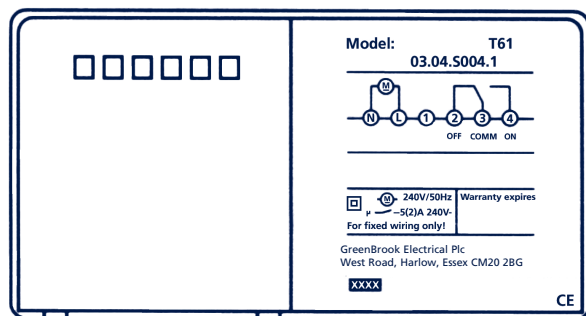 Model: T61
03.04.S004.1
M
N L 1 2 3 4
OFF COMM ON
M 240V/50Hz
µ 5(2)A 240V-
For fixed wiring only!
Warranty expires
GreenBrook Electrical Plc
West Road, Harlow, Essex CM20 2BG
XXXX
CE